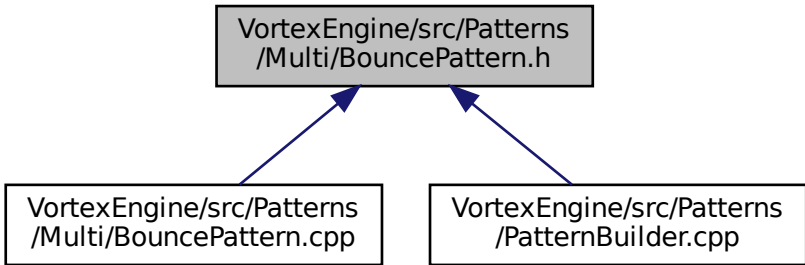 VortexEngine/src/Patterns
/Multi/BouncePattern.h
VortexEngine/src/Patterns
/Multi/BouncePattern.cpp
VortexEngine/src/Patterns
/PatternBuilder.cpp